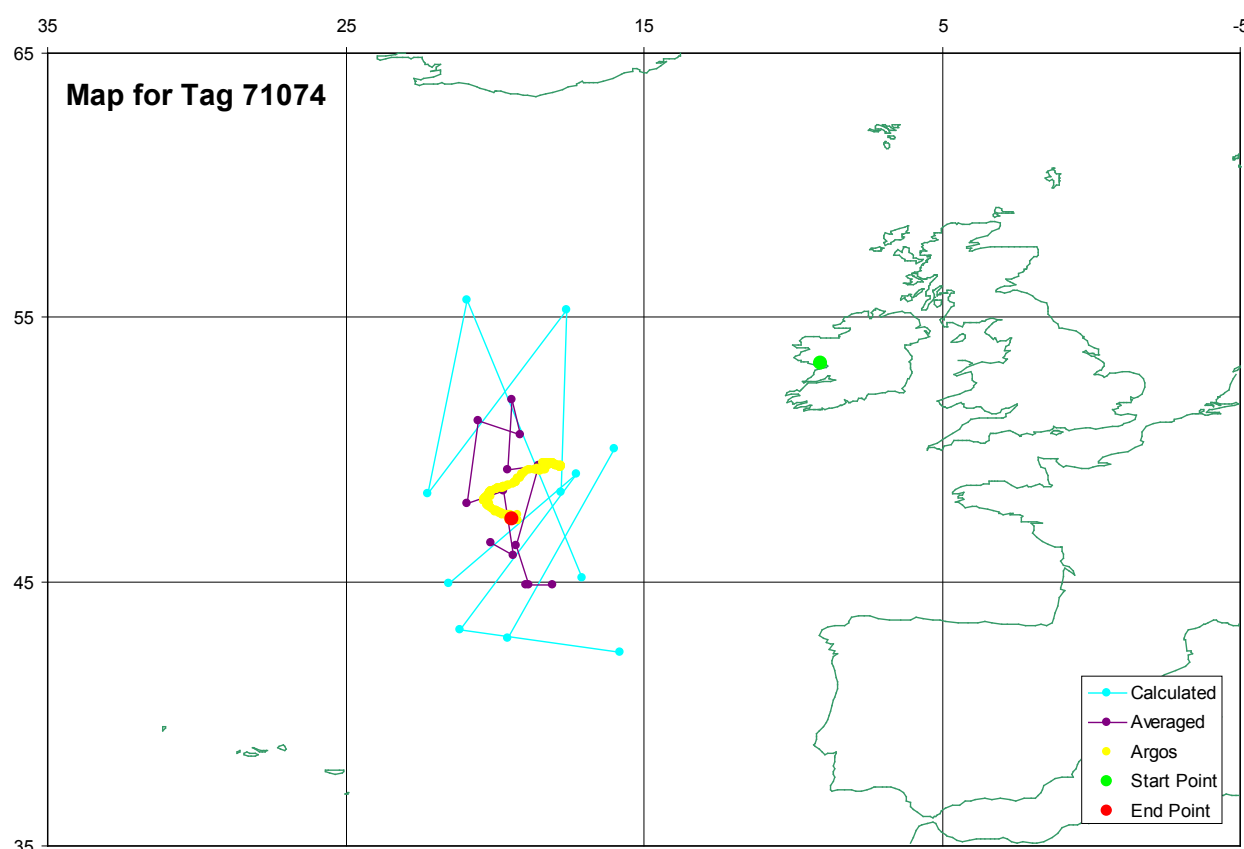 35 25 15 5 -5
65
Map for Tag 71074
55
45
35
Calculated
Averaged
Argos
Start Point
End Point